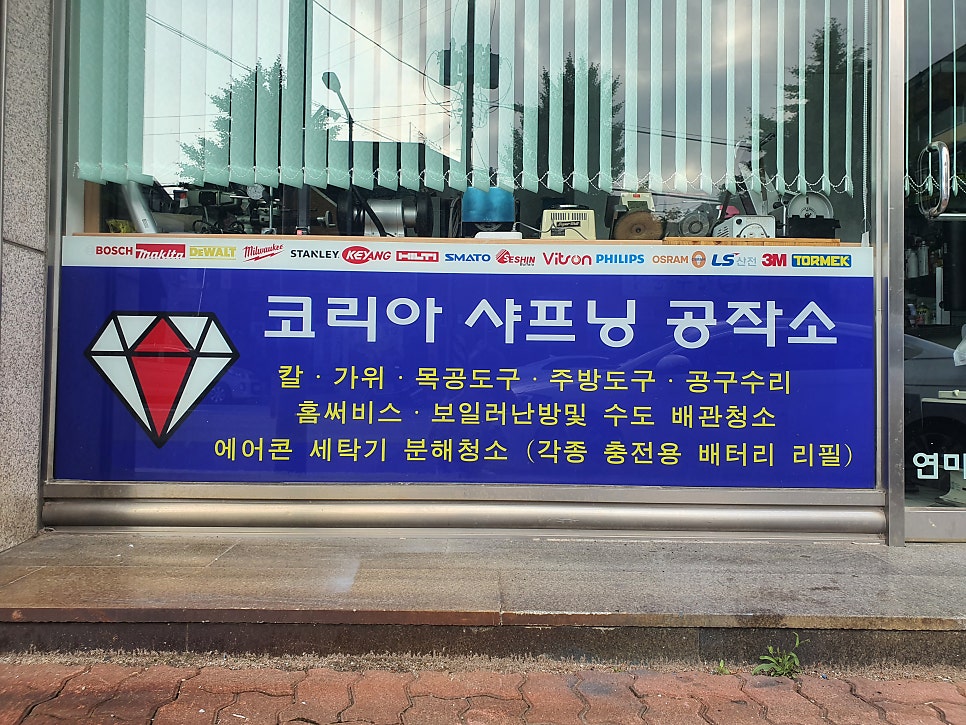 BOSCH makita DEWALT Milwaukee STANLEY KEYANG HILTI SMATO SESHIN Vitron PHILIPS OSRAM LS산전 3M TORMEK
코리아 샤프닝 공작소
칼 · 가위 · 목공도구 · 주방도구 · 공구수리
홈써비스 · 보일러난방및 수도 배관청소
에어콘 세탁기 분해청소 (각종 충전용 배터리 리필)
연마